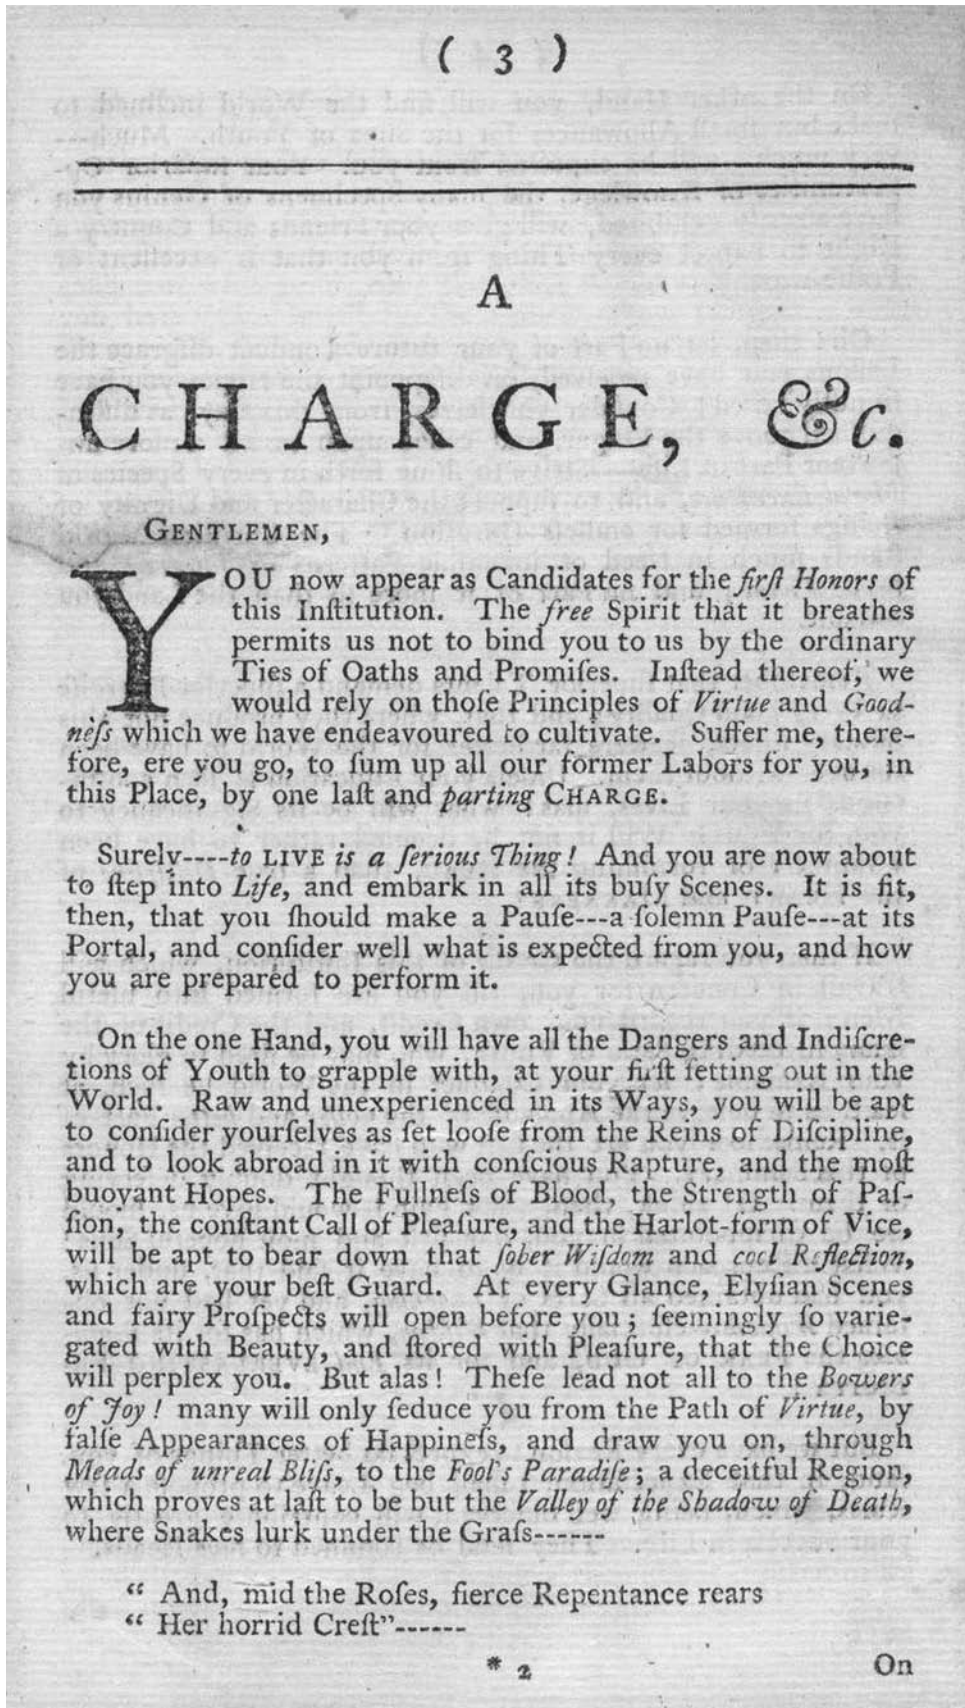 ( 3 )
A
CHARGE, &c.
GENTLEMEN,
YOU now appear as Candidates for the firſt Honors of
this Inſtitution. The free Spirit that it breathes
permits us not to bind you to us by the ordinary
Ties of Oaths and Promiſes. Inſtead thereof, we
would rely on thoſe Principles of Virtue and Good-
neſs which we have endeavoured to cultivate. Suffer me, there-
fore, ere you go, to ſum up all our former Labors for you, in
this Place, by one laſt and parting CHARGE.
Surely----to LIVE is a ſerious Thing! And you are now about
to ſtep into Life, and embark in all its buſy Scenes. It is fit,
then, that you ſhould make a Pauſe---a ſolemn Pauſe---at its
Portal, and conſider well what is expected from you, and how
you are prepared to perform it.
On the one Hand, you will have all the Dangers and Indiſcre-
tions of Youth to grapple with, at your firſt ſetting out in the
World. Raw and unexperienced in its Ways, you will be apt
to conſider yourſelves as ſet looſe from the Reins of Diſcipline,
and to look abroad in it with conſcious Rapture, and the moſt
buoyant Hopes. The Fullneſs of Blood, the Strength of Paſ-
ſion, the conſtant Call of Pleaſure, and the Harlot-form of Vice,
will be apt to bear down that ſober Wiſdom and cool Reflection,
which are your beſt Guard. At every Glance, Elyſian Scenes
and fairy Proſpects will open before you; ſeemingly ſo varie-
gated with Beauty, and ſtored with Pleaſure, that the Choice
will perplex you. But alas! Theſe lead not all to the Bowers
of Joy! many will only ſeduce you from the Path of Virtue, by
falſe Appearances of Happineſs, and draw you on, through
Meads of unreal Bliſs, to the Fool's Paradiſe; a deceitful Region,
which proves at laſt to be but the Valley of the Shadow of Death,
where Snakes lurk under the Graſs------
“ And, mid the Roſes, fierce Repentance rears
“ Her horrid Creſt”------
* 2
On